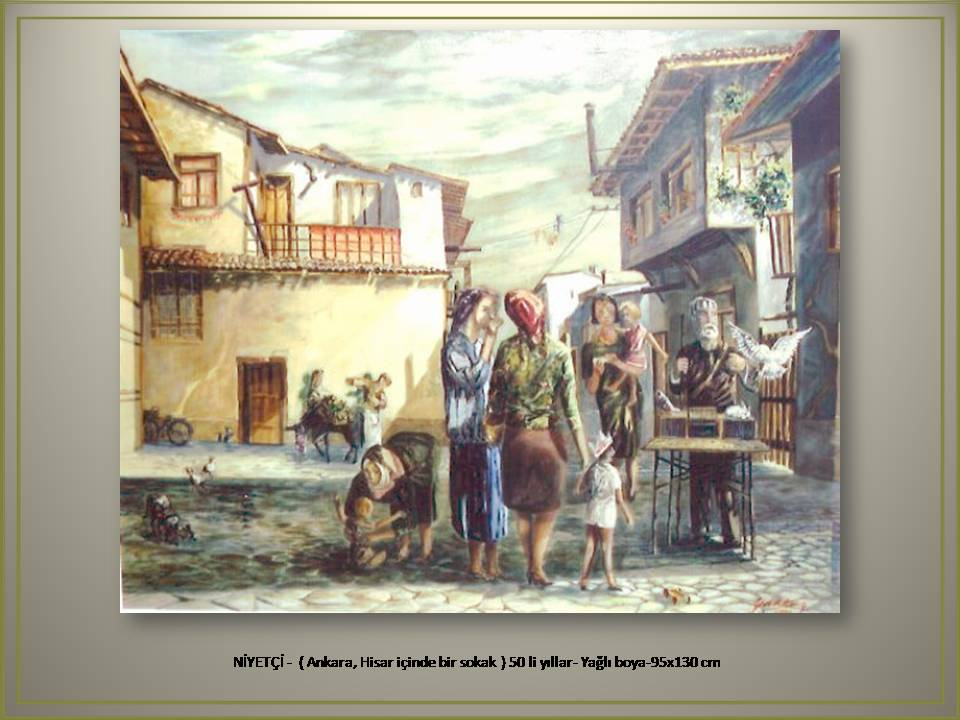 NİYETÇİ - ( Ankara, Hisar içinde bir sokak ) 50 li yıllar- Yağlı boya-95x130 cm